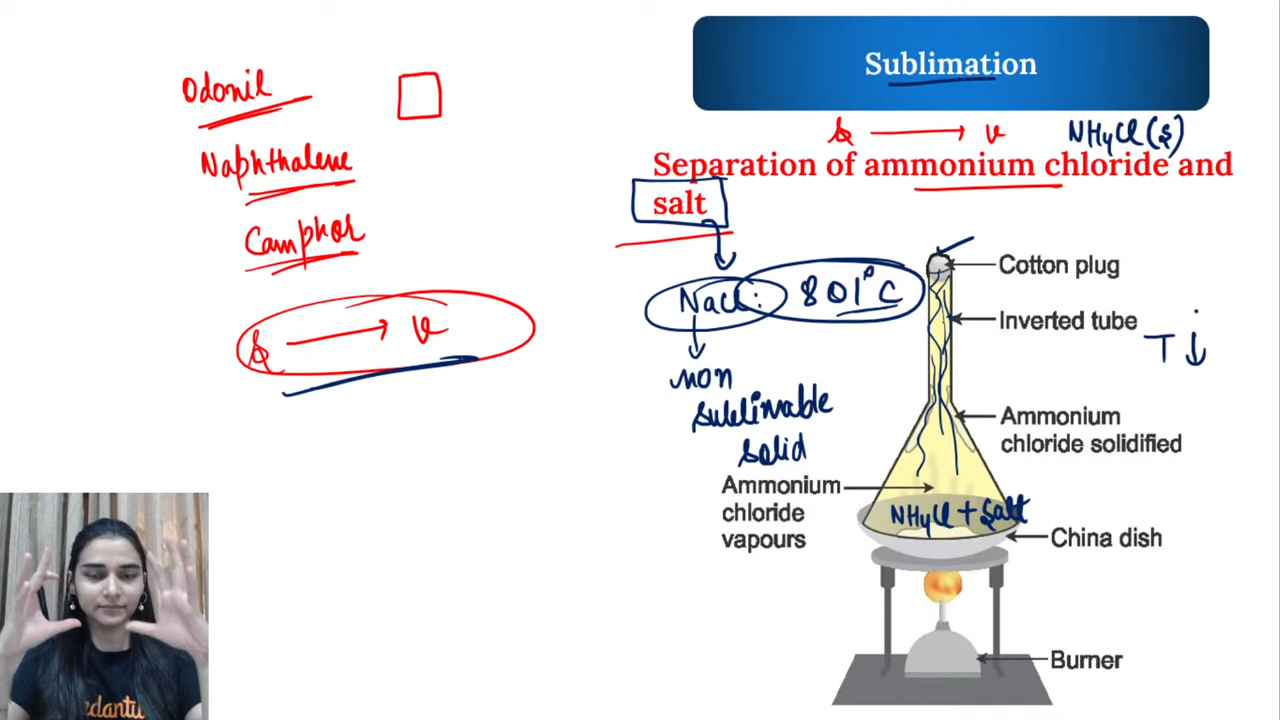 Odonil
Naphthalene
Camphor
s → v
Sublimation
s → v NH4Cl(s)
Separation of ammonium chloride and
salt
NaCl: 801°C
non
sublimable
solid
Cotton plug
Inverted tube
T↓
Ammonium
chloride solidified
Ammonium
chloride
vapours
NH4Cl + Salt
China dish
Burner
edantu